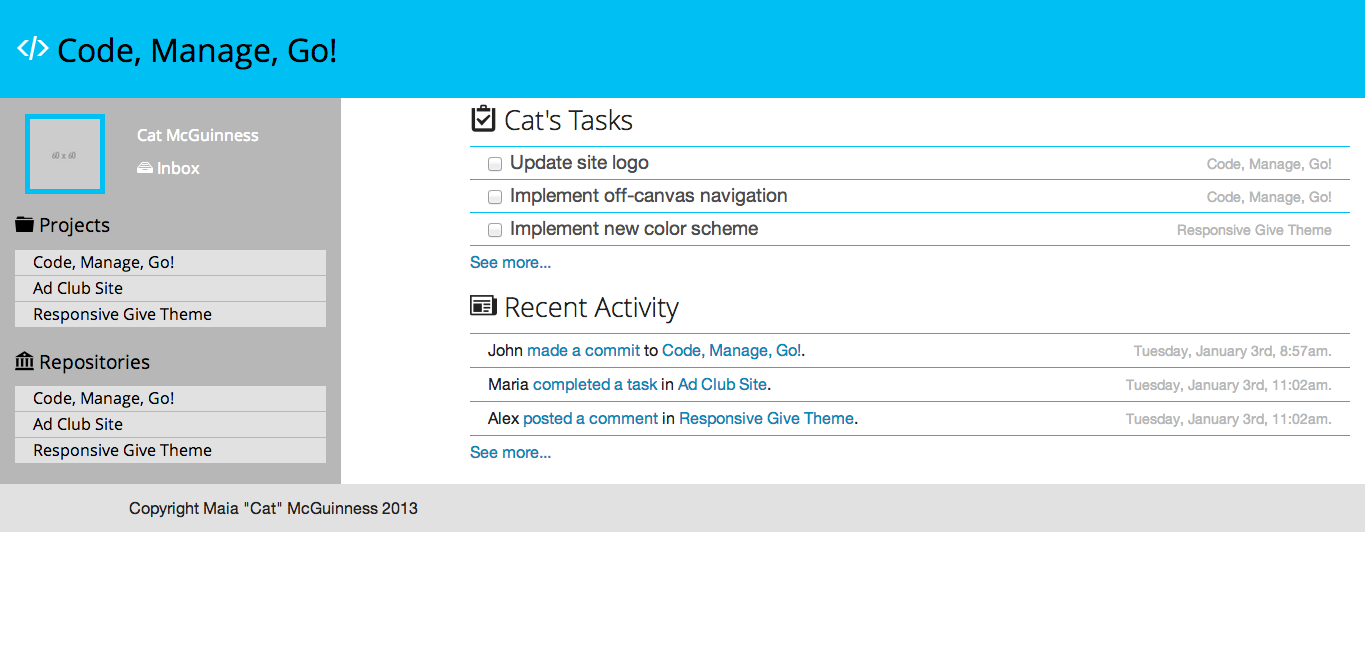 </> Code, Manage, Go!
60 x 60
Cat McGuinness
Inbox
Projects
Code, Manage, Go!
Ad Club Site
Responsive Give Theme
Repositories
Code, Manage, Go!
Ad Club Site
Responsive Give Theme
Cat's Tasks
Update site logo Code, Manage, Go!
Implement off-canvas navigation Code, Manage, Go!
Implement new color scheme Responsive Give Theme
See more...
Recent Activity
John made a commit to Code, Manage, Go!. Tuesday, January 3rd, 8:57am.
Maria completed a task in Ad Club Site. Tuesday, January 3rd, 11:02am.
Alex posted a comment in Responsive Give Theme. Tuesday, January 3rd, 11:02am.
See more...
Copyright Maia "Cat" McGuinness 2013